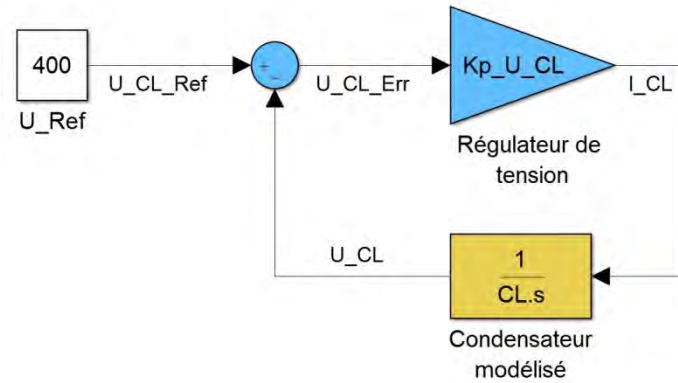 400
U_Ref
U_CL_Ref
+
-
U_CL_Err
Kp_U_CL
I_CL
Régulateur de
tension
U_CL
1
CL.s
Condensateur
modélisé